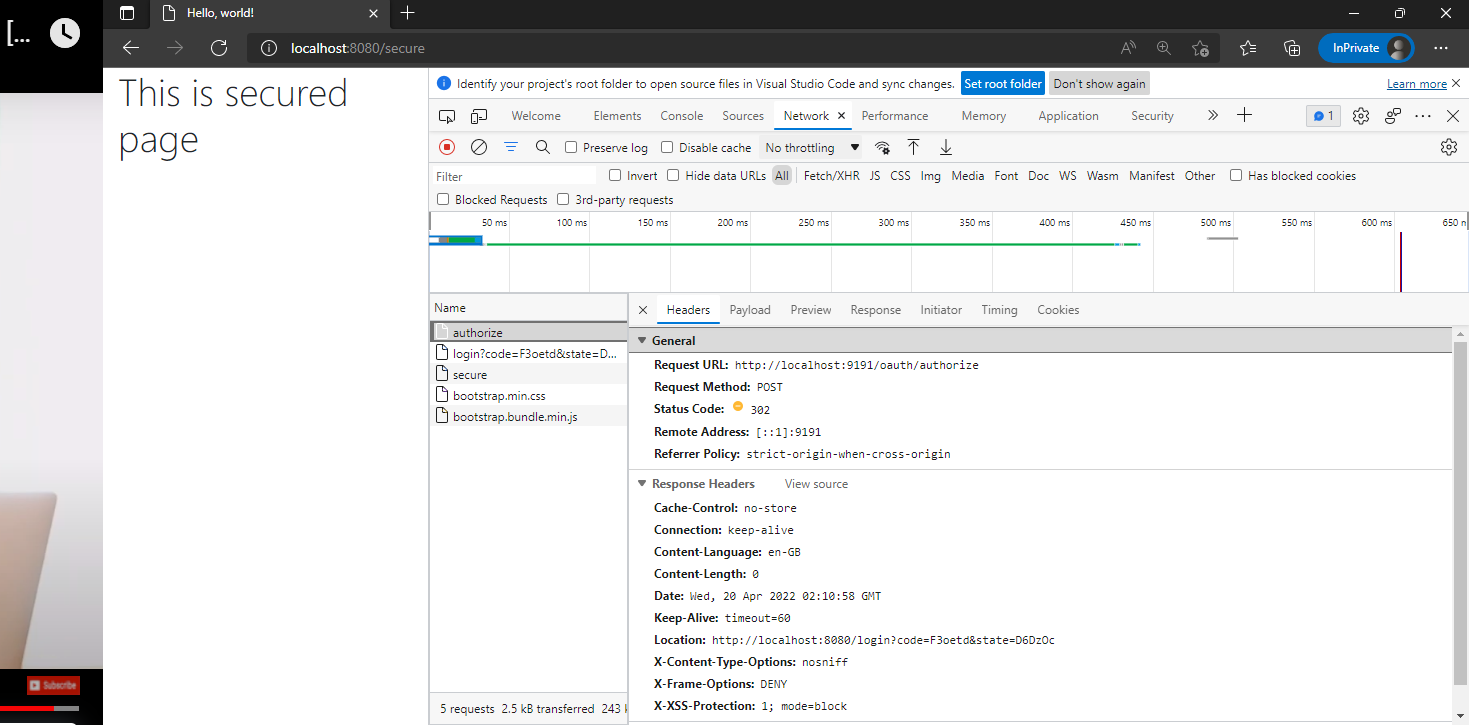 [...
Hello, world!
localhost:8080/secure
InPrivate
This is secured
page
Identify your project's root folder to open source files in Visual Studio Code and sync changes. Set root folder Don't show again Learn more
Welcome Elements Console Sources Network Performance Memory Application Security 1
Preserve log Disable cache No throttling
Filter Invert Hide data URLs All Fetch/XHR JS CSS Img Media Font Doc WS Wasm Manifest Other Has blocked cookies
Blocked Requests 3rd-party requests
50 ms 100 ms 150 ms 200 ms 250 ms 300 ms 350 ms 400 ms 450 ms 500 ms 550 ms 600 ms 650 n
Name
authorize
login?code=F3oetd&state=D...
secure
bootstrap.min.css
bootstrap.bundle.min.js
5 requests 2.5 kB transferred 243 k
Headers Payload Preview Response Initiator Timing Cookies
General
Request URL: http://localhost:9191/oauth/authorize
Request Method: POST
Status Code: 302
Remote Address: [::1]:9191
Referrer Policy: strict-origin-when-cross-origin
Response Headers View source
Cache-Control: no-store
Connection: keep-alive
Content-Language: en-GB
Content-Length: 0
Date: Wed, 20 Apr 2022 02:10:58 GMT
Keep-Alive: timeout=60
Location: http://localhost:8080/login?code=F3oetd&state=D6DzOc
X-Content-Type-Options: nosniff
X-Frame-Options: DENY
X-XSS-Protection: 1; mode=block
Subscribe